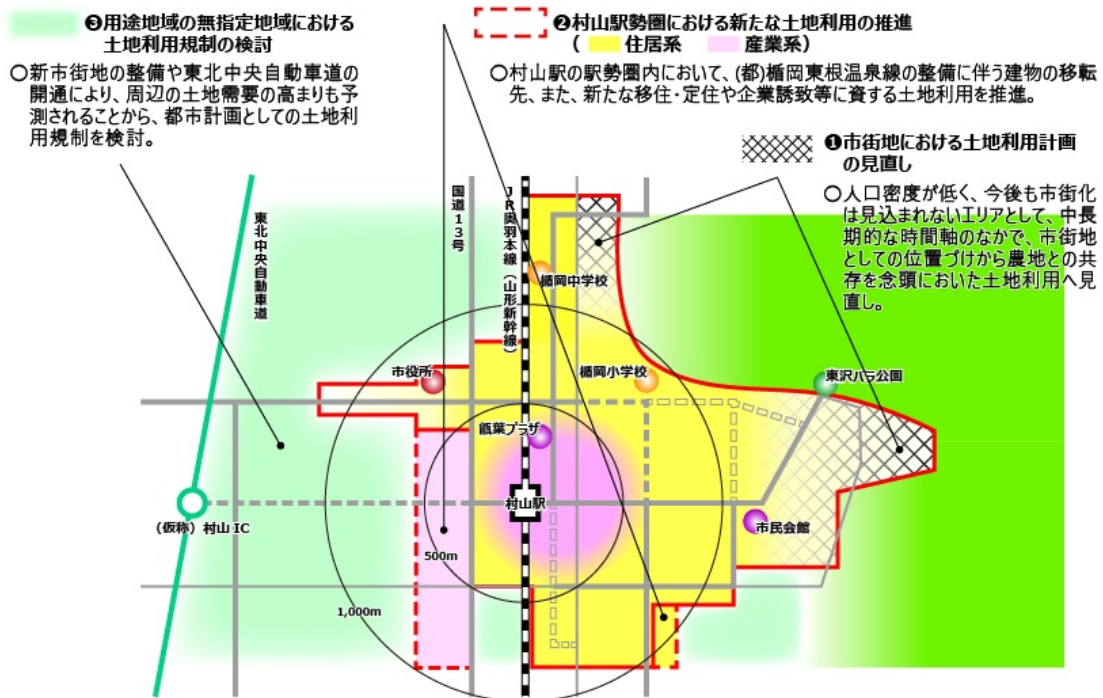 ❸用途地域の無指定地域における
土地利用規制の検討
○新市街地の整備や東北中央自動車道の
開通により、周辺の土地需要の高まりも予
測されることから、都市計画としての土地利
用規制を検討。
❷村山駅勢圏における新たな土地利用の推進
( 住居系 産業系)
○村山駅の駅勢圏内において、(都)楯岡東根温泉線の整備に伴う建物の移転
先、また、新たな移住・定住や企業誘致等に資する土地利用を推進。
❶市街地における土地利用計画
の見直し
○人口密度が低く、今後も市街化
は見込まれないエリアとして、中長
期的な時間軸のなかで、市街地
としての位置づけから農地との共
存を念頭においた土地利用へ見
直し。
東北中央自動車道
国道13号
JR奥羽本線(山形新幹線)
楯岡中学校
市役所
楯岡小学校
東沢バラ公園
甑葉プラザ
村山駅
(仮称)村山IC
市民会館
500m
1,000m